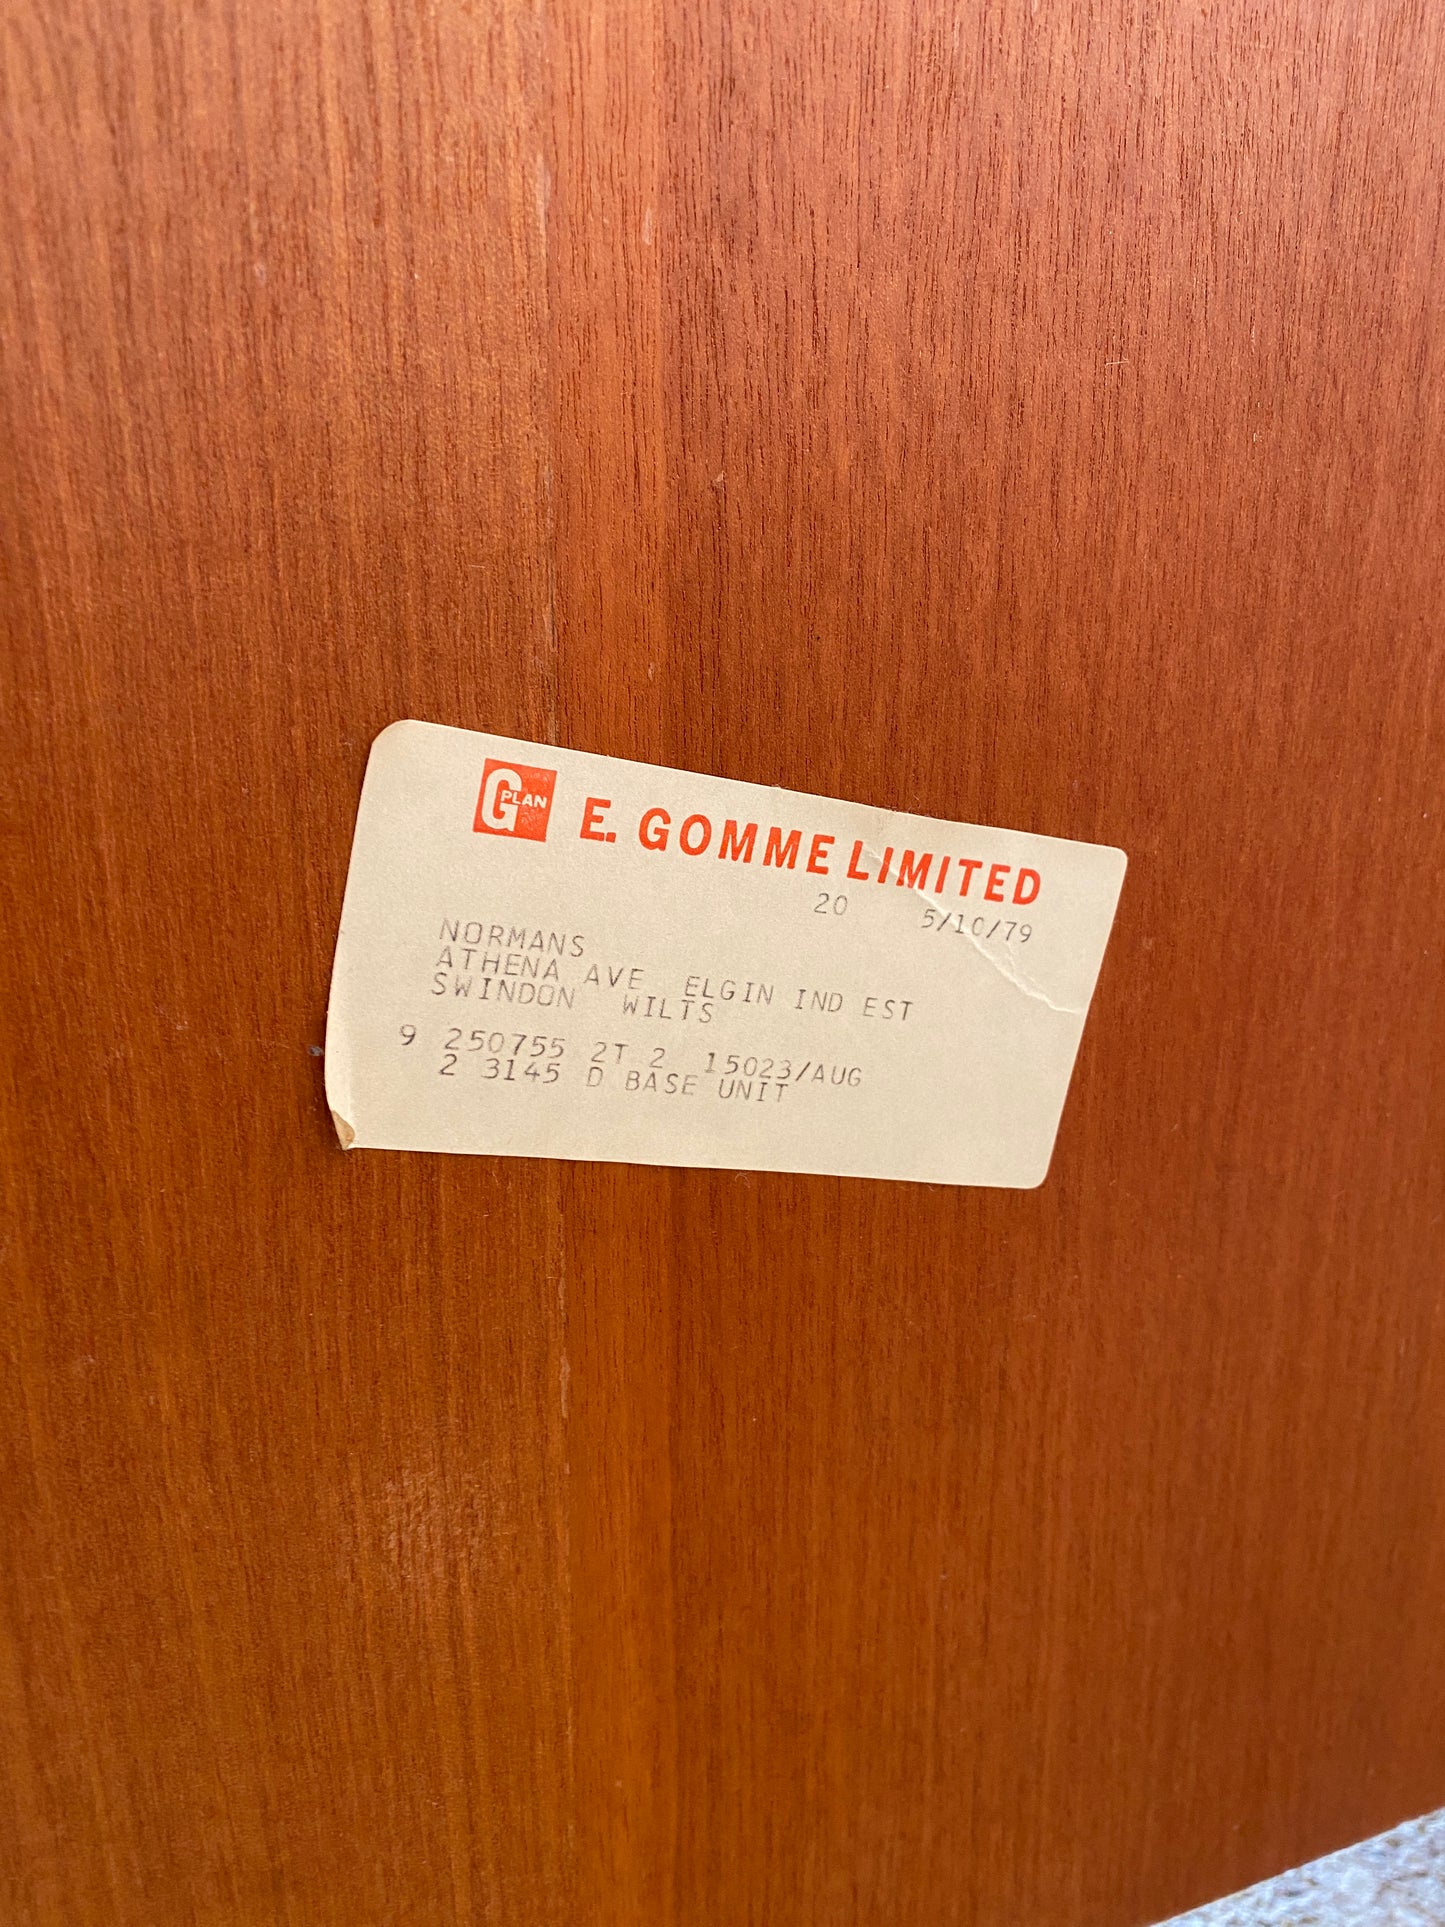 G PLAN E. GOMME LIMITED
20 5/10/79
NORMANS
ATHENA AVE ELGIN IND EST
SWINDON WILTS
9 250755 2T 2 15023/AUG
2 3145 D BASE UNIT